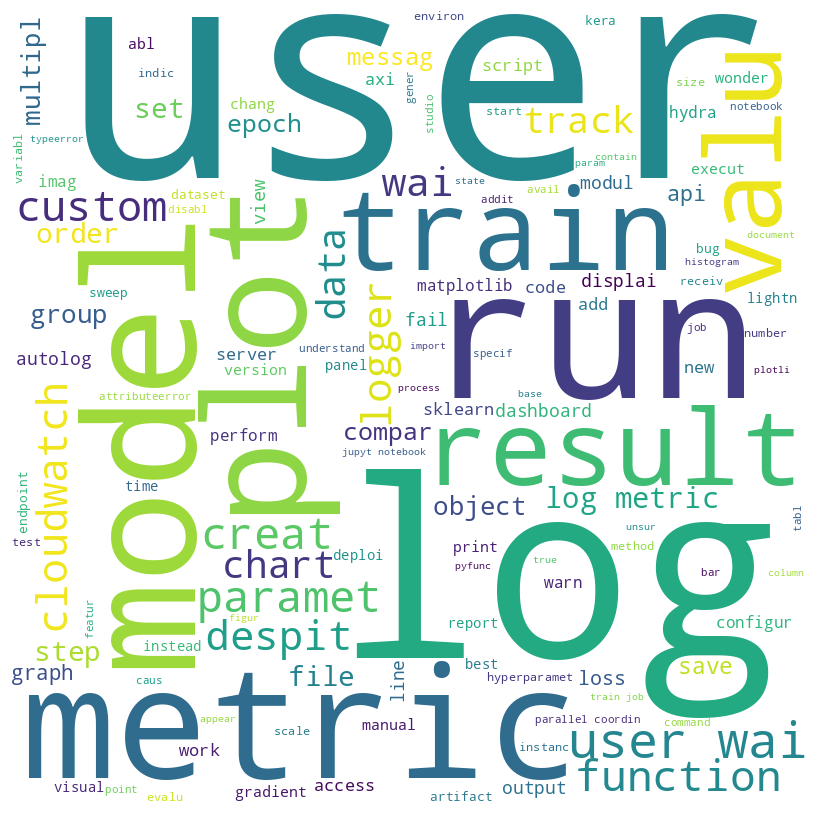 user
environ
kera
abl
messag
script
indic
multipl
axi
gener
size
wonder
set
chang
epoch
studio
start
track
hydra
notebook
valu
typeerror
variabl
param
contain
imag
dataset
disabl
view
wai
state
modul
execut
avail
api
addit
custom
order
plot
train
document
bug
histogram
model
data
sweep
matplotlib
code
displai
receiv
lightn
group
logger
run
add
job
number
fail
autolog
server
understand
import
specif
version
panel
new
plotli
process
attributeerror
base
cloudwatch
sklearn
dashboard
perform
compar
result
jupyt notebook
time
log
endpoint
object
log metric
tabl
creat
test
print
unsur
deploi
true
method
chart
pyfunc
warn
bar
column
paramet
featur
figur
report
configur
despit
step
instead
best
save
graph
caus
file
line
hyperparamet
loss
train job
metric
appear
scale
manual
parallel coordin
command
work
instanc
user wai
visual
point
evalu
gradient
access
artifact
output
function